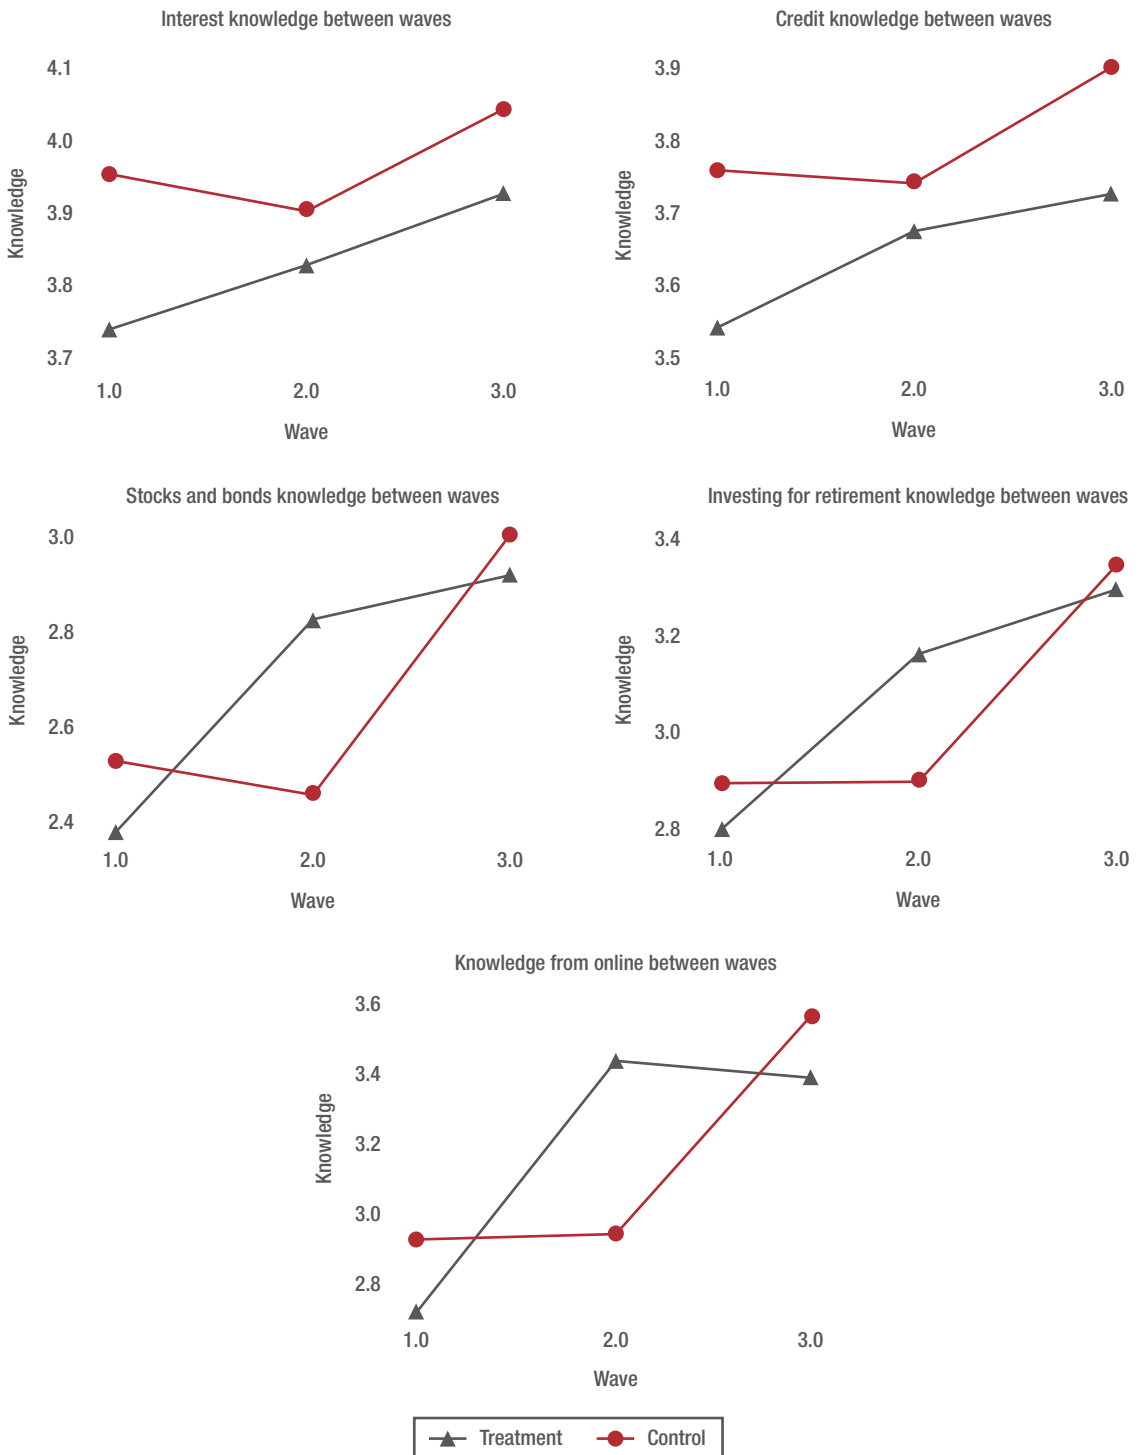 Interest knowledge between waves
4.1
4.0
3.9
3.8
3.7
Knowledge
1.0 2.0 3.0
Wave
Credit knowledge between waves
3.9
3.8
3.7
3.6
3.5
Knowledge
1.0 2.0 3.0
Wave
Stocks and bonds knowledge between waves
3.0
2.8
2.6
2.4
Knowledge
1.0 2.0 3.0
Wave
Investing for retirement knowledge between waves
3.4
3.2
3.0
2.8
Knowledge
1.0 2.0 3.0
Wave
Knowledge from online between waves
3.6
3.4
3.2
3.0
2.8
Knowledge
1.0 2.0 3.0
Wave
Treatment Control